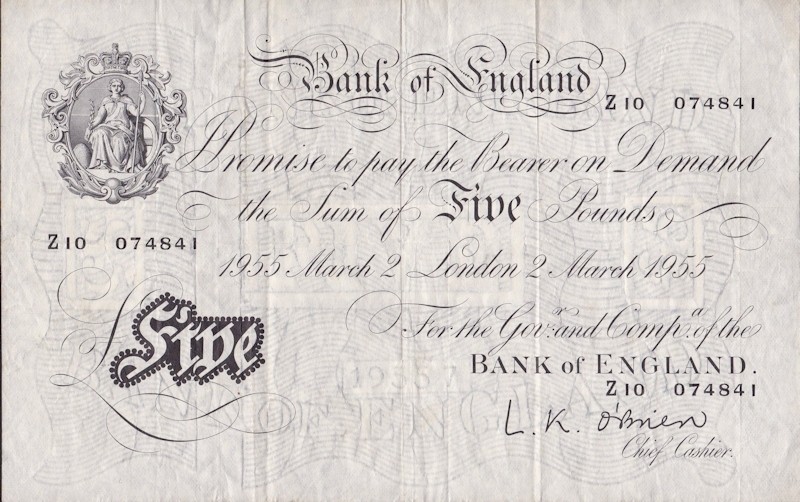 Bank of England
Z10 074841
Promise to pay the Bearer on Demand
the Sum of Five Pounds
Z10 074841
1955 March 2 London 2 March 1955
Five
For the Govr. and Compa. of the
BANK of ENGLAND.
Z10 074841
L. K. O'Brien
Chief Cashier.